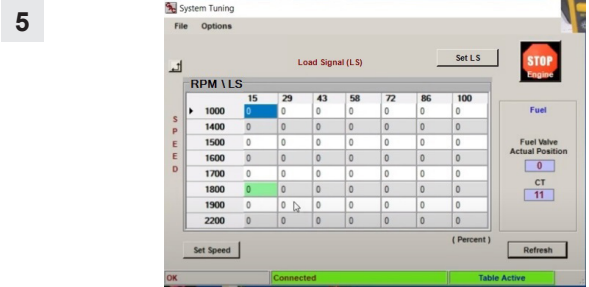 5
System Tuning
File Options
Load Signal (LS)
Set LS
STOP
Engine
RPM \ LS
15 29 43 58 72 86 100
1000 0 0 0 0 0 0 0
1400 0 0 0 0 0 0 0
1500 0 0 0 0 0 0 0
1600 0 0 0 0 0 0 0
1700 0 0 0 0 0 0 0
1800 0 0 0 0 0 0 0
1900 0 0 0 0 0 0 0
2200 0 0 0 0 0 0 0
S
P
E
E
D
Fuel
Fuel Valve
Actual Position
0
CT
11
( Percent )
Set Speed
Refresh
OK
Connected
Table Active